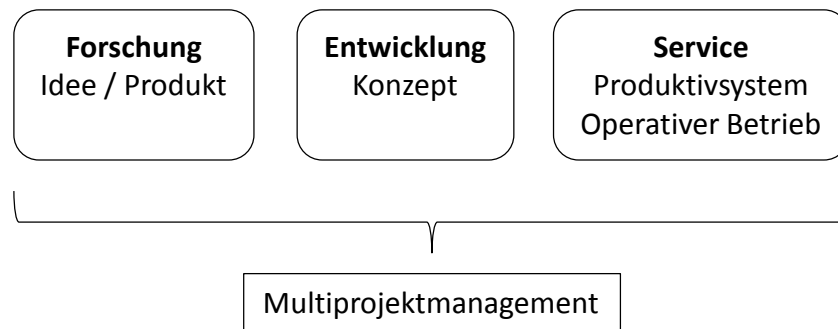 Forschung
Idee / Produkt
Entwicklung
Konzept
Service
Produktivsystem
Operativer Betrieb
Multiprojektmanagement